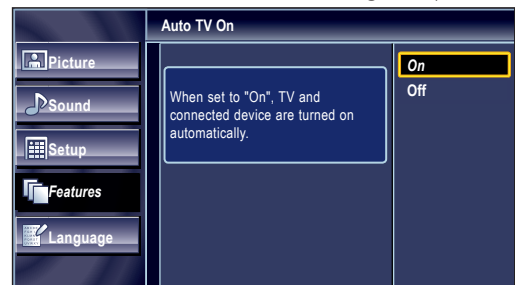 Auto TV On
Picture
Sound
Setup
Features
Language
When set to "On", TV and
connected device are turned on
automatically.
On
Off